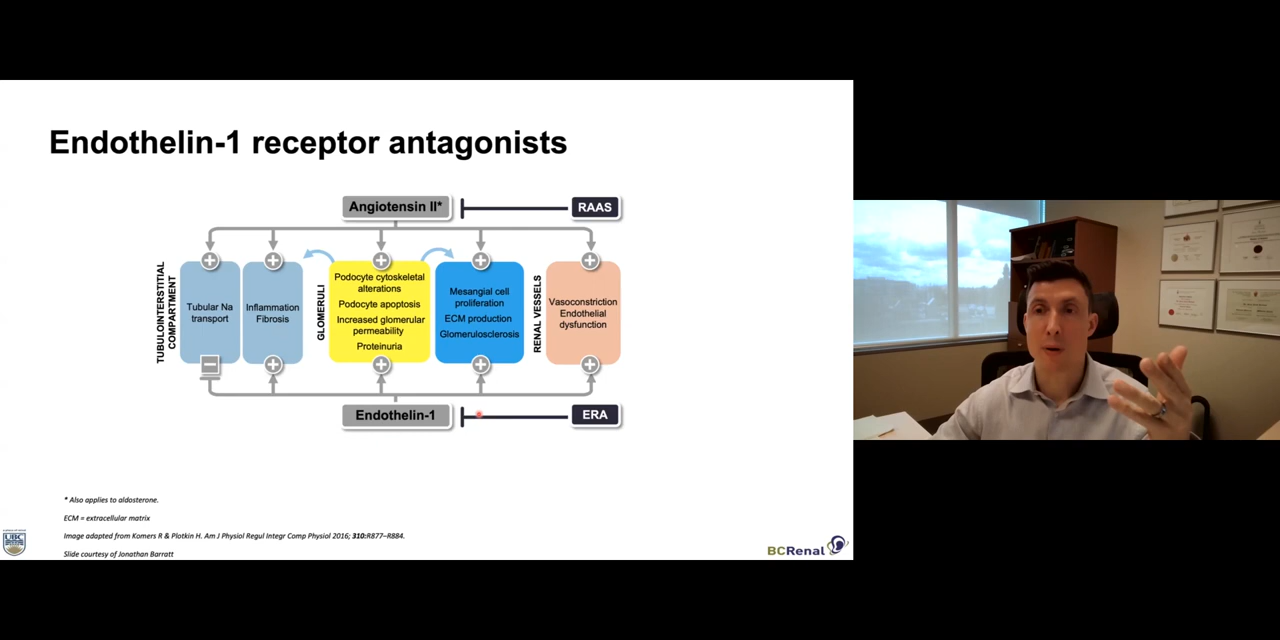 Endothelin-1 receptor antagonists
Angiotensin II*
RAAS
TUBULOINTERSTITIAL
COMPARTMENT
Tubular Na
transport
Inflammation
Fibrosis
GLOMERULI
Podocyte cytoskeletal
alterations
Podocyte apoptosis
Increased glomerular
permeability
Proteinuria
Mesangial cell
proliferation
ECM production
Glomerulosclerosis
RENAL VESSELS
Vasoconstriction
Endothelial
dysfunction
Endothelin-1
ERA
* Also applies to aldosterone.
ECM = extracellular matrix
Image adapted from Komers R & Plotkin H. Am J Physiol Regul Integr Comp Physiol 2016; 310:R877–R884.
Slide courtesy of Jonathan Barratt
UBC
BCRenal